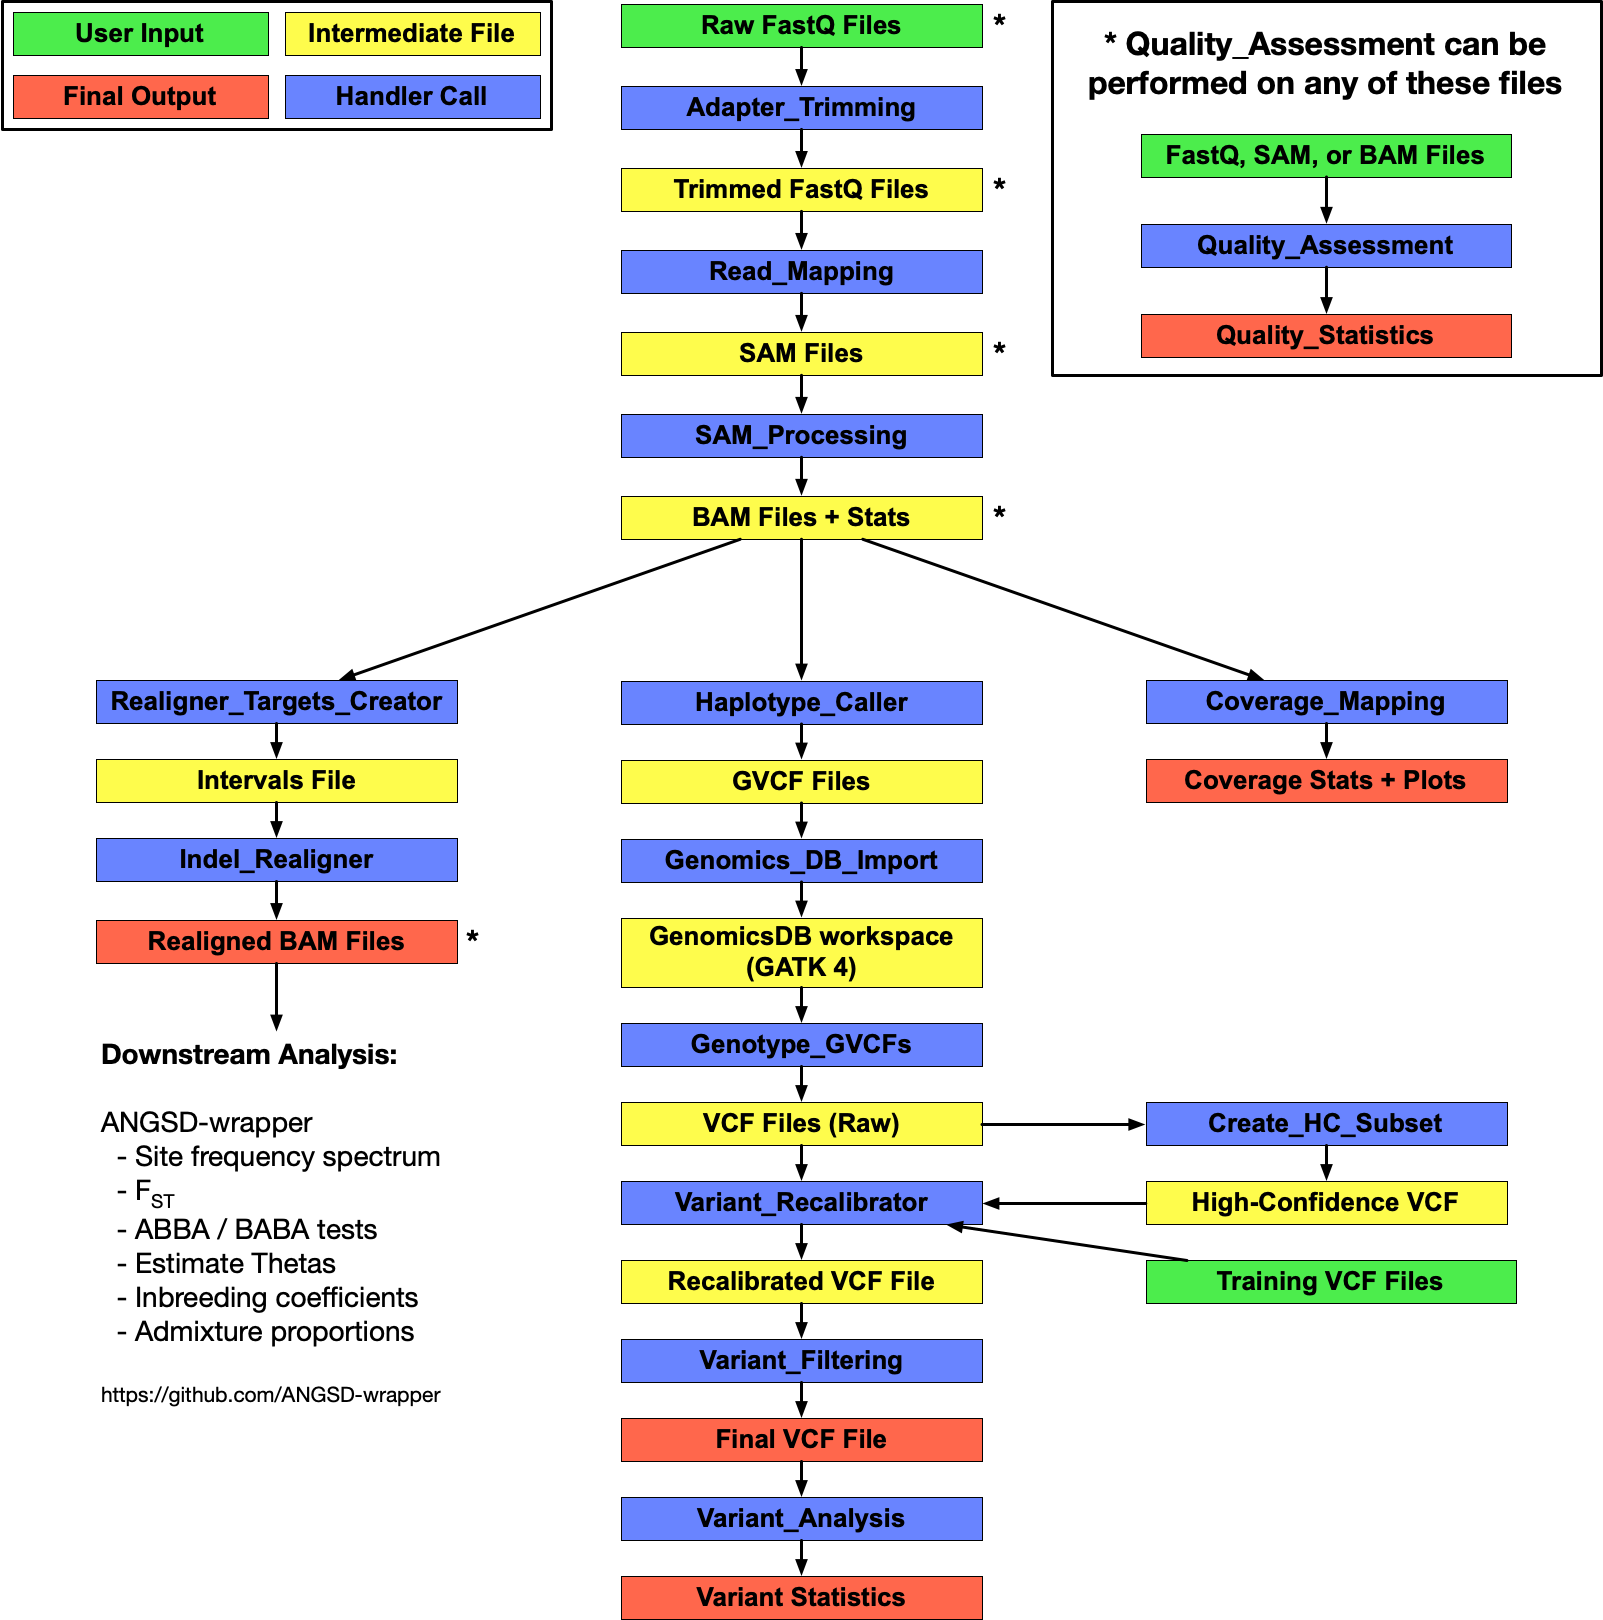 User Input
Intermediate File
Final Output
Handler Call
Raw FastQ Files *
Adapter_Trimming
Trimmed FastQ Files *
Read_Mapping
SAM Files *
SAM_Processing
BAM Files + Stats *
* Quality_Assessment can be
performed on any of these files
FastQ, SAM, or BAM Files
Quality_Assessment
Quality_Statistics
Realigner_Targets_Creator
Intervals File
Indel_Realigner
Realigned BAM Files *
Downstream Analysis:
ANGSD-wrapper
- Site frequency spectrum
- FST
- ABBA / BABA tests
- Estimate Thetas
- Inbreeding coefficients
- Admixture proportions
https://github.com/ANGSD-wrapper
Haplotype_Caller
GVCF Files
Genomics_DB_Import
GenomicsDB workspace
(GATK 4)
Genotype_GVCFs
VCF Files (Raw)
Variant_Recalibrator
Recalibrated VCF File
Variant_Filtering
Final VCF File
Variant_Analysis
Variant Statistics
Coverage_Mapping
Coverage Stats + Plots
Create_HC_Subset
High-Confidence VCF
Training VCF Files